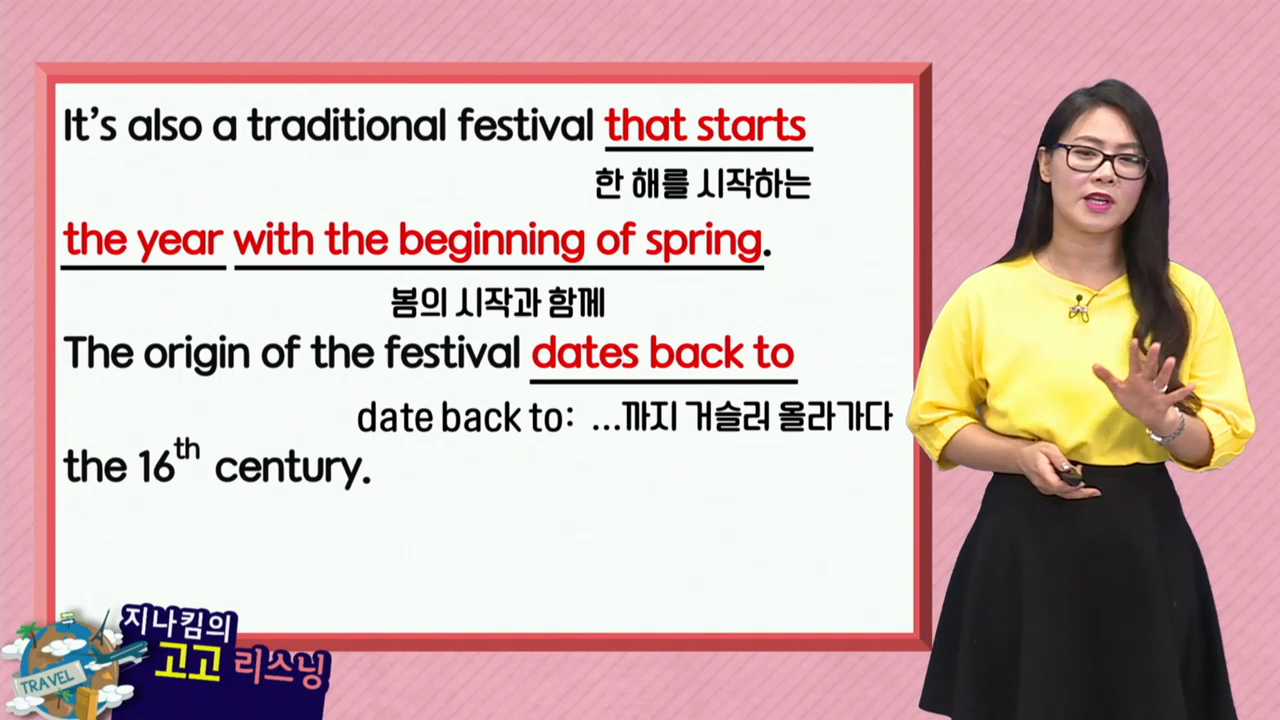 It's also a traditional festival that starts
한 해를 시작하는
the year with the beginning of spring.
봄의 시작과 함께
The origin of the festival dates back to
date back to: ...까지 거슬러 올라가다
the 16th century.
지나킴의
고고 리스닝
TRAVEL